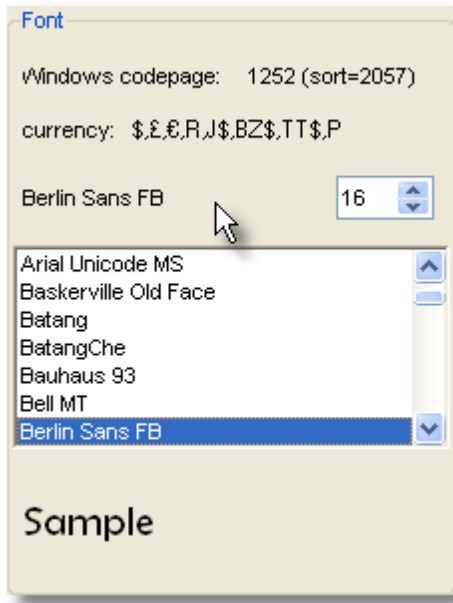 Font
Windows codepage: 1252 (sort=2057)
currency: $,£,€,R,J$,BZ$,TT$,P
Berlin Sans FB 16
Arial Unicode MS
Baskerville Old Face
Batang
BatangChe
Bauhaus 93
Bell MT
Berlin Sans FB
Sample